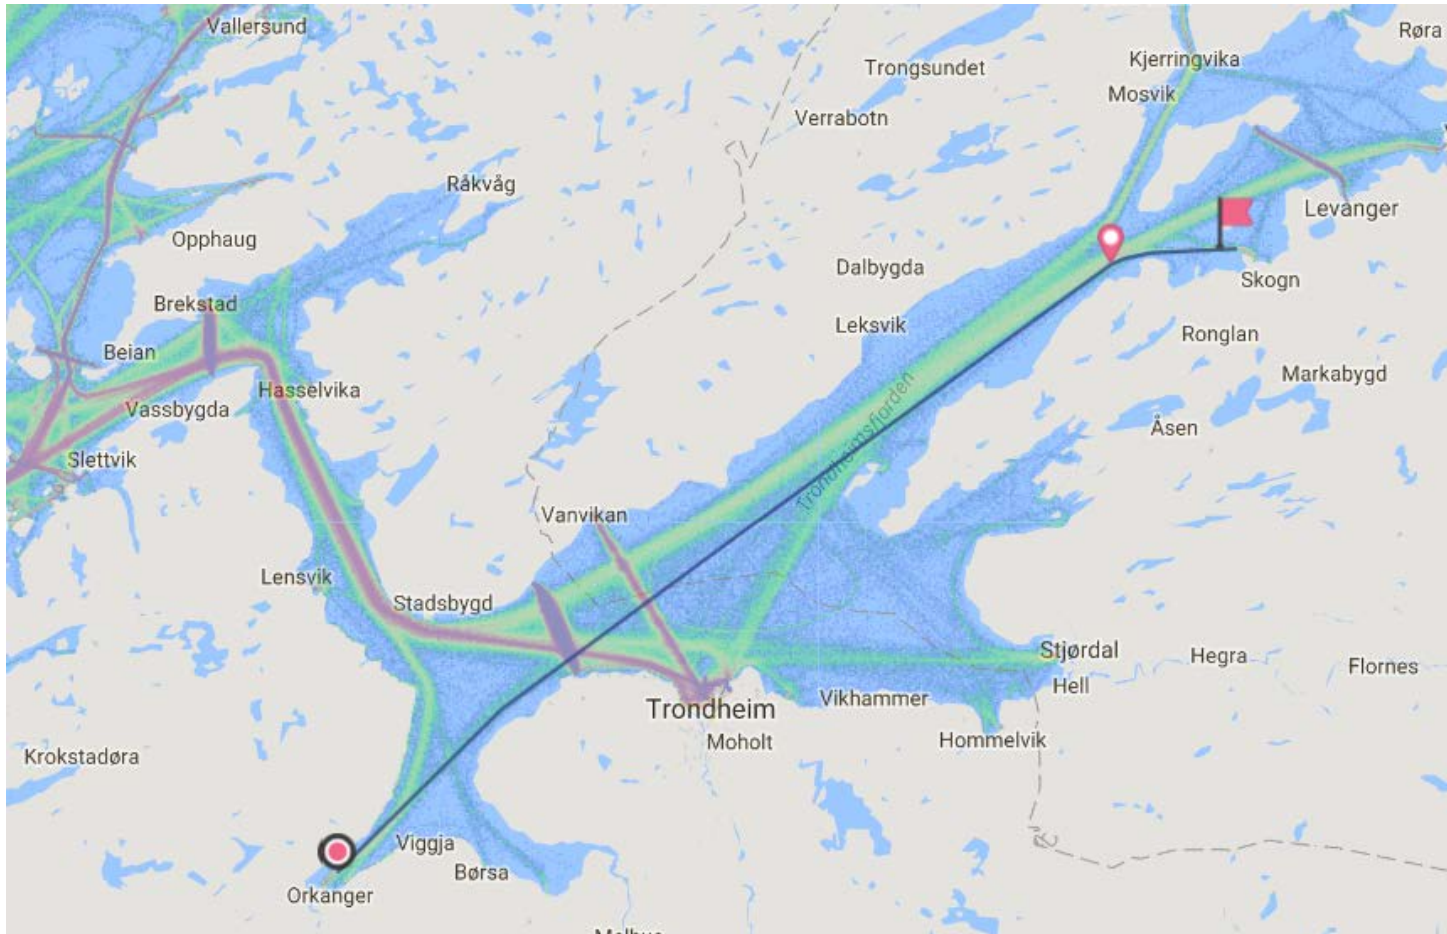 Vallersund
Røra
Kjerringvika
Trongsundet
Mosvik
Verrabotn
Råkvåg
Levanger
Opphaug
Dalbygda
Skogn
Brekstad
Leksvik
Ronglan
Beian
Markabygd
Hasselvika
Vassbygda
Trondheimsfjorden
Åsen
Slettvik
Vanvikan
Lensvik
Stadsbygd
Stjørdal
Hegra
Flornes
Hell
Vikhammer
Trondheim
Moholt
Hommelvik
Krokstadøra
Viggja
Børsa
Orkanger